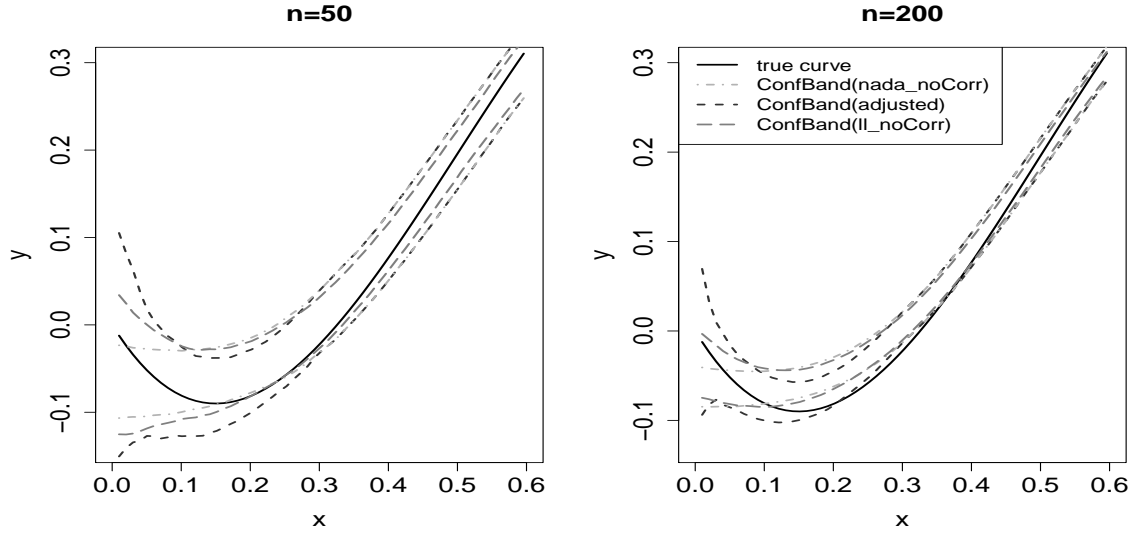 n=50
y
0.3
0.2
0.1
0.0
−0.1
0.0 0.1 0.2 0.3 0.4 0.5 0.6
x
n=200
true curve
ConfBand(nada_noCorr)
ConfBand(adjusted)
ConfBand(ll_noCorr)
y
0.3
0.2
0.1
0.0
−0.1
0.0 0.1 0.2 0.3 0.4 0.5 0.6
x